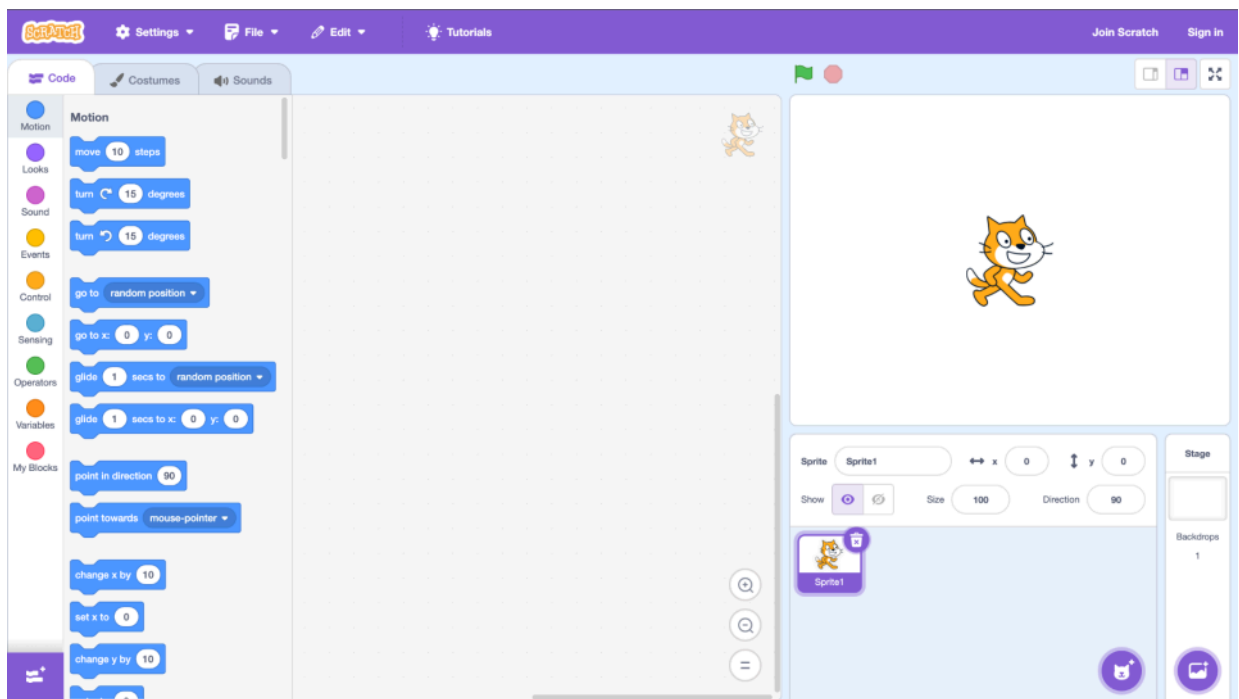 SCRATCH Settings File Edit Tutorials Join Scratch Sign in
Code Costumes Sounds
Motion
Looks
Sound
Events
Control
Sensing
Operators
Variables
My Blocks
Motion
move 10 steps
turn 15 degrees
turn 15 degrees
go to random position
go to x: 0 y: 0
glide 1 secs to random position
glide 1 secs to x: 0 y: 0
point in direction 90
point towards mouse-pointer
change x by 10
set x to 0
change y by 10
Sprite Sprite1 x 0 y 0
Show Size 100 Direction 90
Sprite1
Stage
Backdrops
1